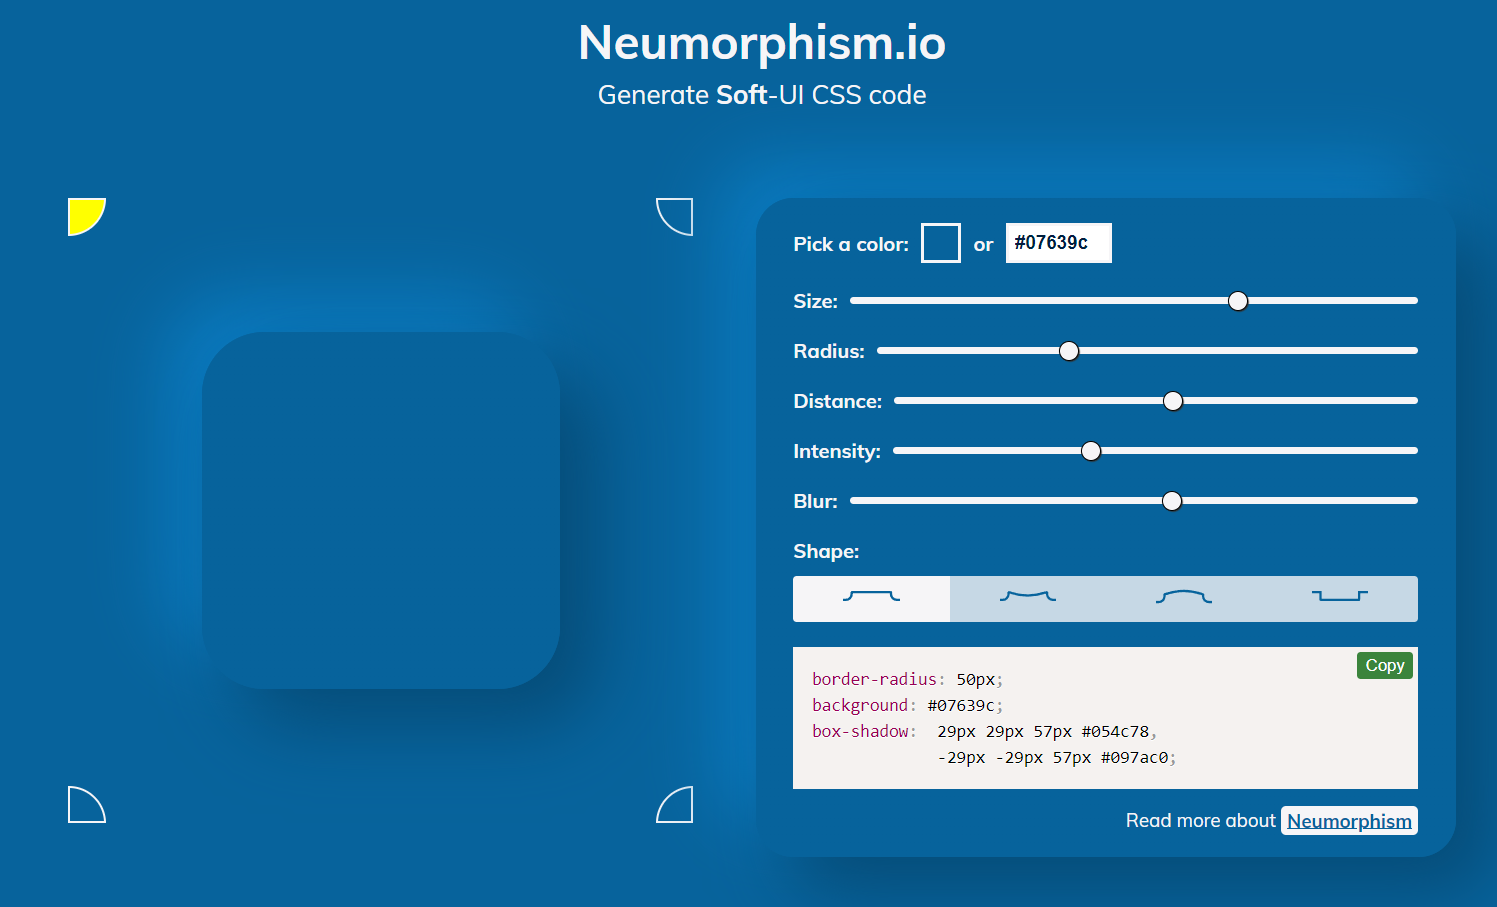 Neumorphism.io
Generate Soft-UI CSS code
Pick a color: or #07639c
Size:
Radius:
Distance:
Intensity:
Blur:
Shape:
Copy
border-radius: 50px;
background: #07639c;
box-shadow: 29px 29px 57px #054c78,
-29px -29px 57px #097ac0;
Read more about Neumorphism